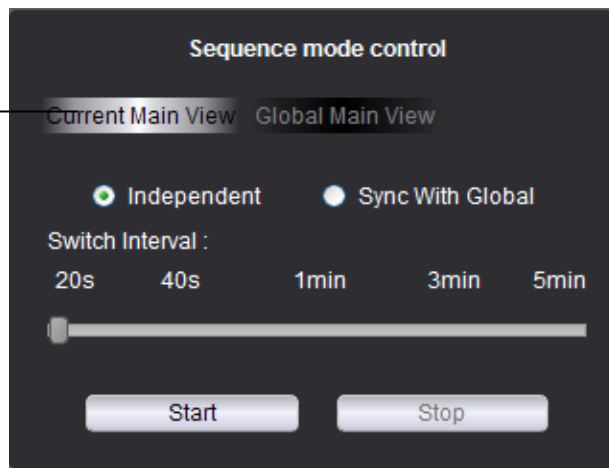 Sequence mode control
Current Main View Global Main View
Independent Sync With Global
Switch Interval :
20s 40s 1min 3min 5min
Start Stop